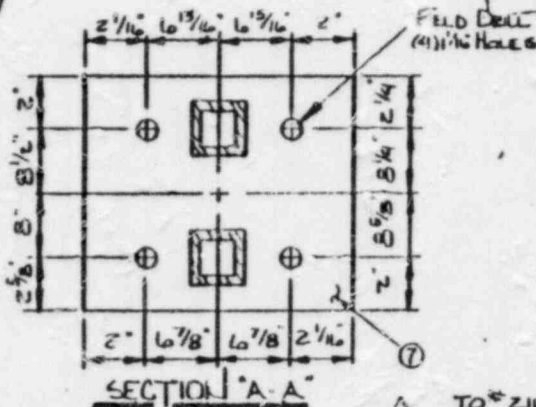 2 1/16" 6 13/16" 6 15/16" 2"
FIELD DRILL
(4) 1 1/16" HOLES
2" 8 1/2" 8" 2 5/8"
2 1/4" 8 1/4" 8 5/8" 2"
2" 6 7/8" 6 7/8" 2 1/16"
7
SECTION "A-A"
TO